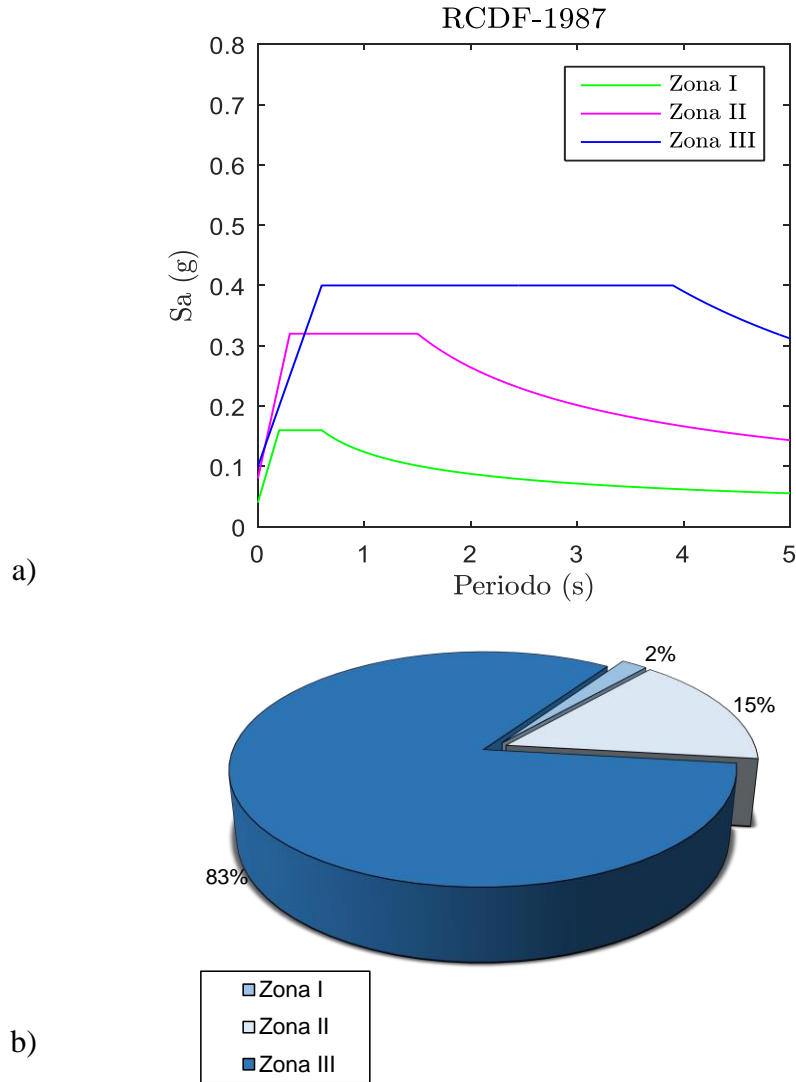 RCDF-1987
0.8
0.7
0.6
0.5
0.4
0.3
0.2
0.1
0
Sa (g)
Zona I
Zona II
Zona III
0 1 2 3 4 5
Periodo (s)
a)
2%
15%
83%
Zona I
Zona II
Zona III
b)